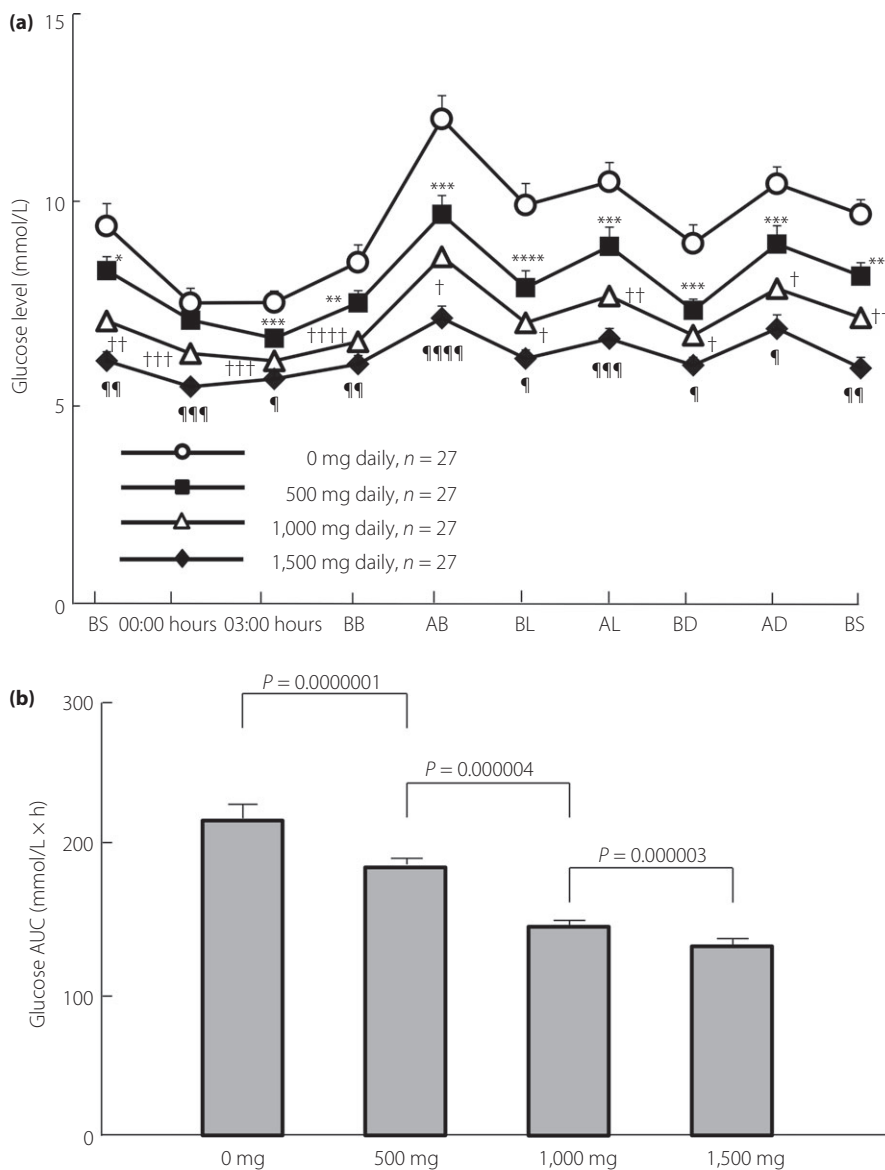 (a)
15
10
5
0
Glucose level (mmol/L)
*
***
**
***
****
***
***
***
**
††
†††
†††
††††
†
†
††
†
†
††
¶¶
¶¶¶
¶
¶¶
¶¶¶¶
¶
¶¶¶
¶
¶
¶¶
0 mg daily, n = 27
500 mg daily, n = 27
1,000 mg daily, n = 27
1,500 mg daily, n = 27
BS 00:00 hours 03:00 hours BB AB BL AL BD AD BS
(b)
300
200
100
0
Glucose AUC (mmol/L × h)
P = 0.0000001
P = 0.000004
P = 0.000003
0 mg 500 mg 1,000 mg 1,500 mg